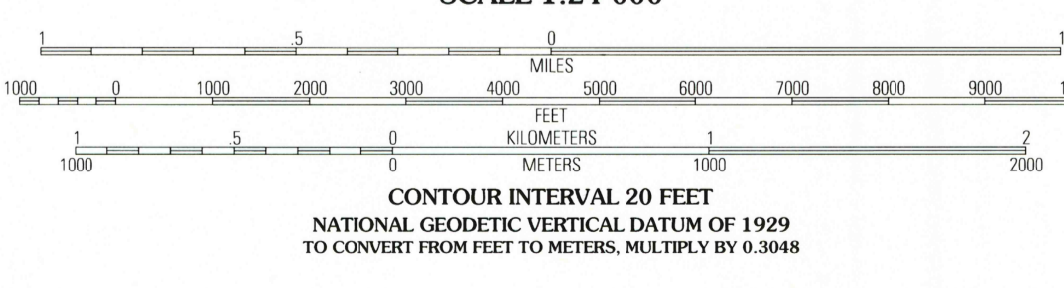 SCALE 1:24 000
1 .5 0 1
MILES
1000 0 1000 2000 3000 4000 5000 6000 7000 8000 9000
FEET
1 .5 0 KILOMETERS 1 2
1000 0 METERS 1000 2000
CONTOUR INTERVAL 20 FEET
NATIONAL GEODETIC VERTICAL DATUM OF 1929
TO CONVERT FROM FEET TO METERS, MULTIPLY BY 0.3048